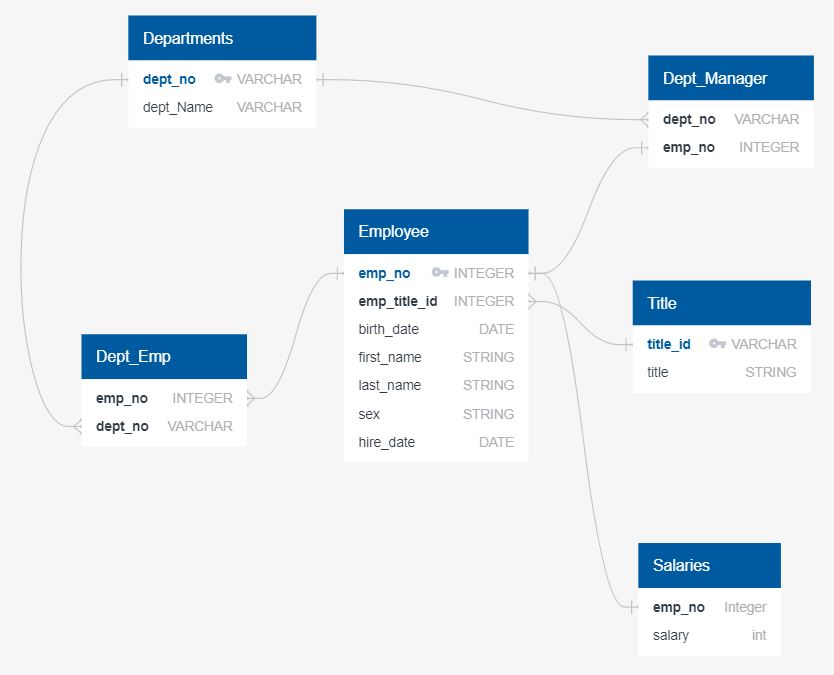 Departments
dept_no VARCHAR
dept_Name VARCHAR
Dept_Manager
dept_no VARCHAR
emp_no INTEGER
Employee
emp_no INTEGER
emp_title_id INTEGER
birth_date DATE
first_name STRING
last_name STRING
sex STRING
hire_date DATE
Title
title_id VARCHAR
title STRING
Dept_Emp
emp_no INTEGER
dept_no VARCHAR
Salaries
emp_no Integer
salary int